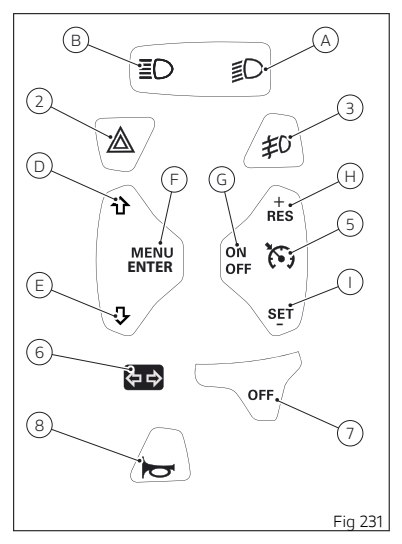 B
A
2
3
D
F
G
H
+
RES
MENU
ENTER
ON
OFF
5
E
SET
-
I
6
OFF
7
8
Fig 231